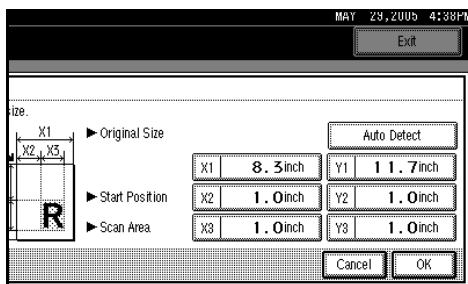 MAY 29,2005 4:38PM
Exit
size.
X1
▶ Original Size
Auto Detect
X2 X3
X1 8.3inch Y1 11.7inch
▶ Start Position X2 1.0inch Y2 1.0inch
R
▶ Scan Area X3 1.0inch Y3 1.0inch
Cancel OK